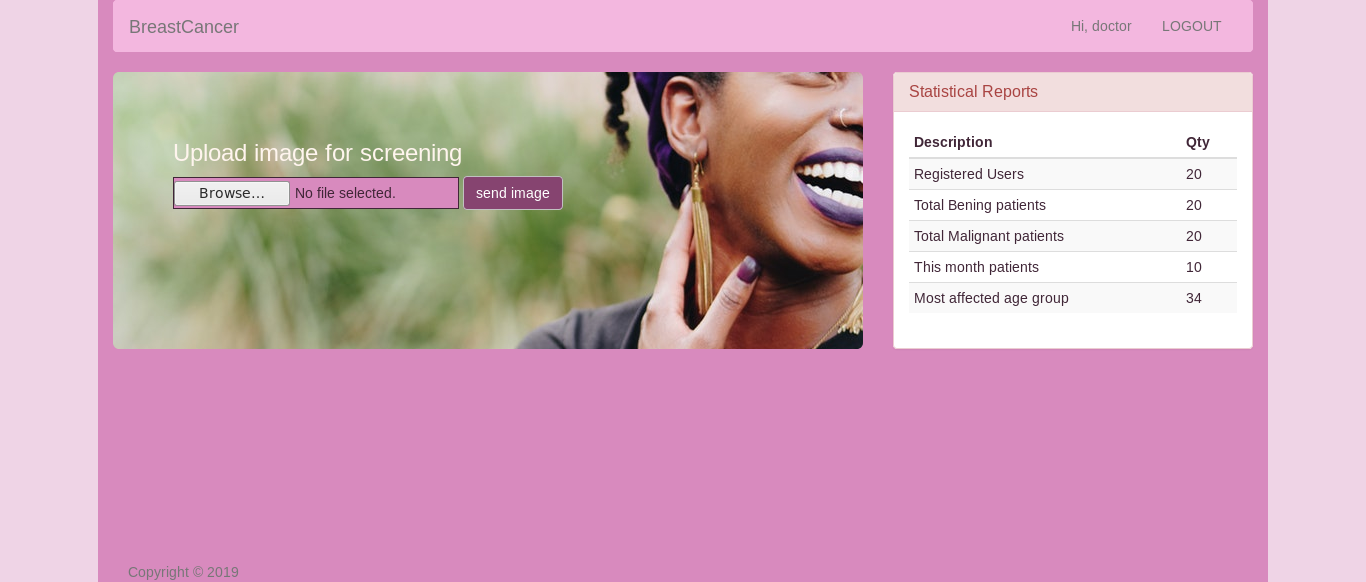 BreastCancer
Hi, doctor LOGOUT
Upload image for screening
Browse... No file selected. send image
Statistical Reports
Description Qty
Registered Users 20
Total Bening patients 20
Total Malignant patients 20
This month patients 10
Most affected age group 34
Copyright © 2019